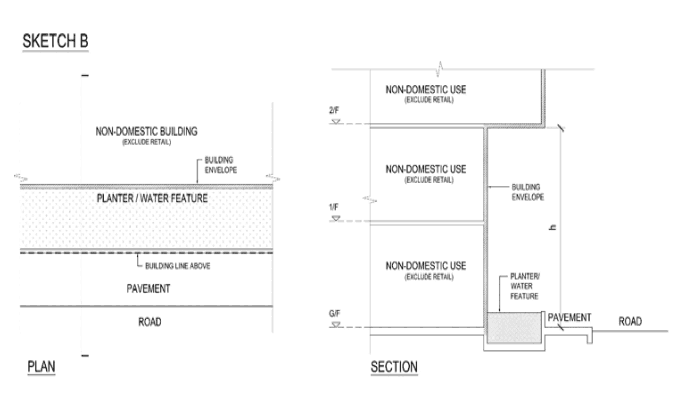 SKETCH B
NON-DOMESTIC BUILDING
(EXCLUDE RETAIL)
BUILDING
ENVELOPE
PLANTER / WATER FEATURE
BUILDING LINE ABOVE
PAVEMENT
ROAD
PLAN
NON-DOMESTIC USE
(EXCLUDE RETAIL)
2/F
NON-DOMESTIC USE
(EXCLUDE RETAIL)
BUILDING
ENVELOPE
1/F
h
NON-DOMESTIC USE
(EXCLUDE RETAIL)
PLANTER/
WATER
FEATURE
G/F
PAVEMENT
ROAD
SECTION